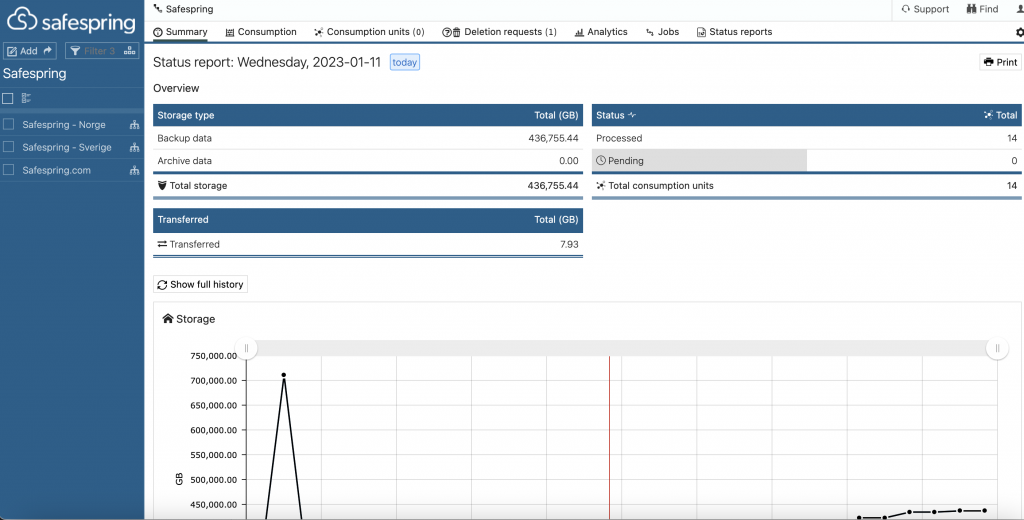 safespring
Add
Filter 3
Safespring
Safespring - Norge
Safespring - Sverige
Safespring.com
Safespring
Support
Find
Summary
Consumption
Consumption units (0)
Deletion requests (1)
Analytics
Jobs
Status reports
Status report: Wednesday, 2023-01-11 today
Print
Overview
Storage type Total (GB)
Backup data 436,755.44
Archive data 0.00
Total storage 436,755.44
Status Total
Processed 14
Pending 0
Total consumption units 14
Transferred Total (GB)
Transferred 7.93
Show full history
Storage
750,000.00
700,000.00
650,000.00
600,000.00
550,000.00
500,000.00
450,000.00
GB